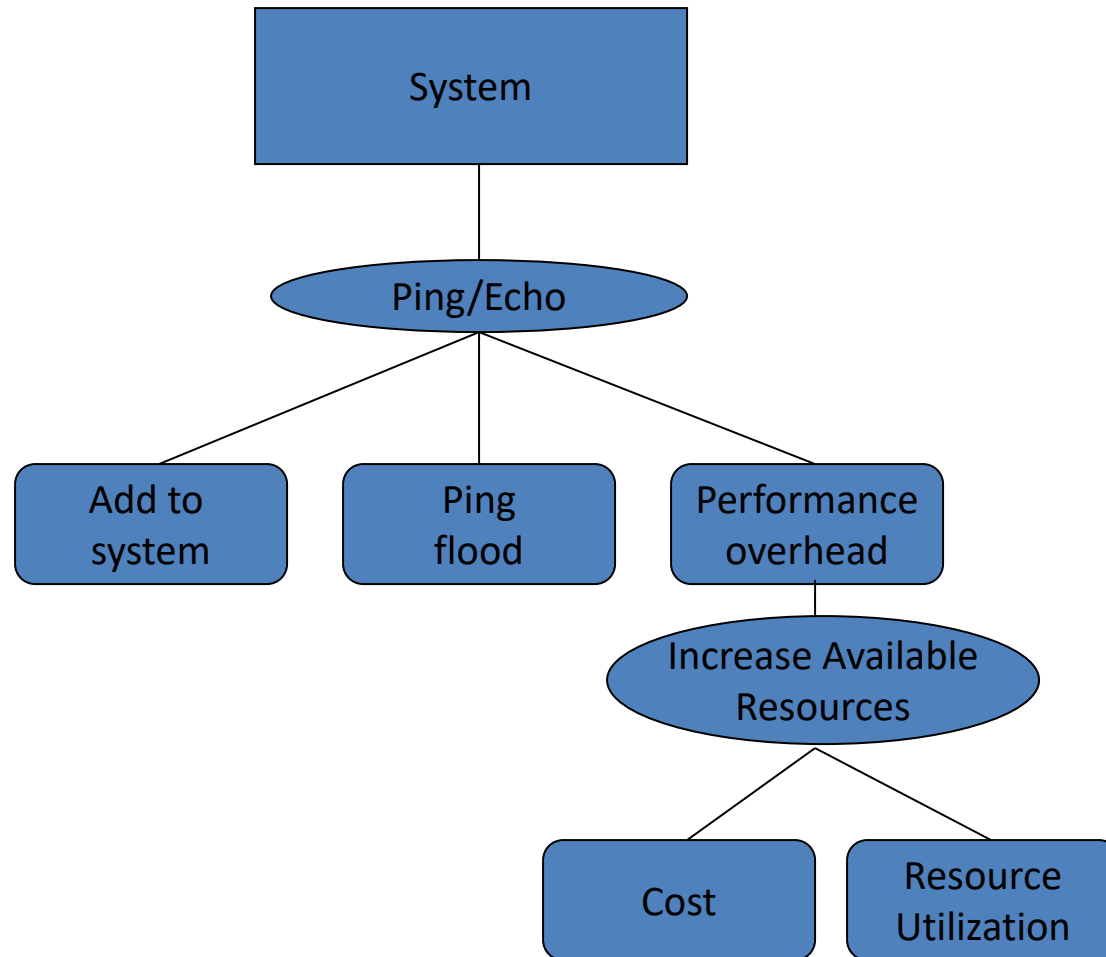 System
Ping/Echo
Add to
system
Ping
flood
Performance
overhead
Increase Available
Resources
Cost
Resource
Utilization